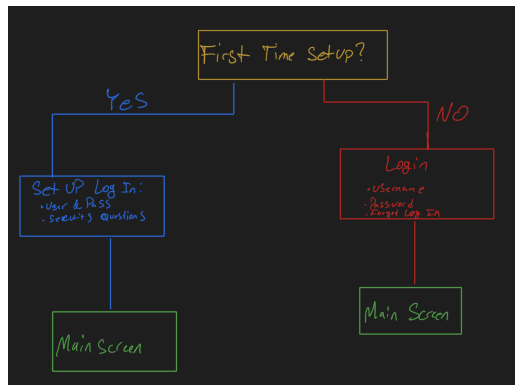 First Time Setup?
YES
NO
Set UP Log In:
• User & Pass
• Security Questions
Login
• Username
• Password
• Forgot Log In
Main Screen
Main Screen